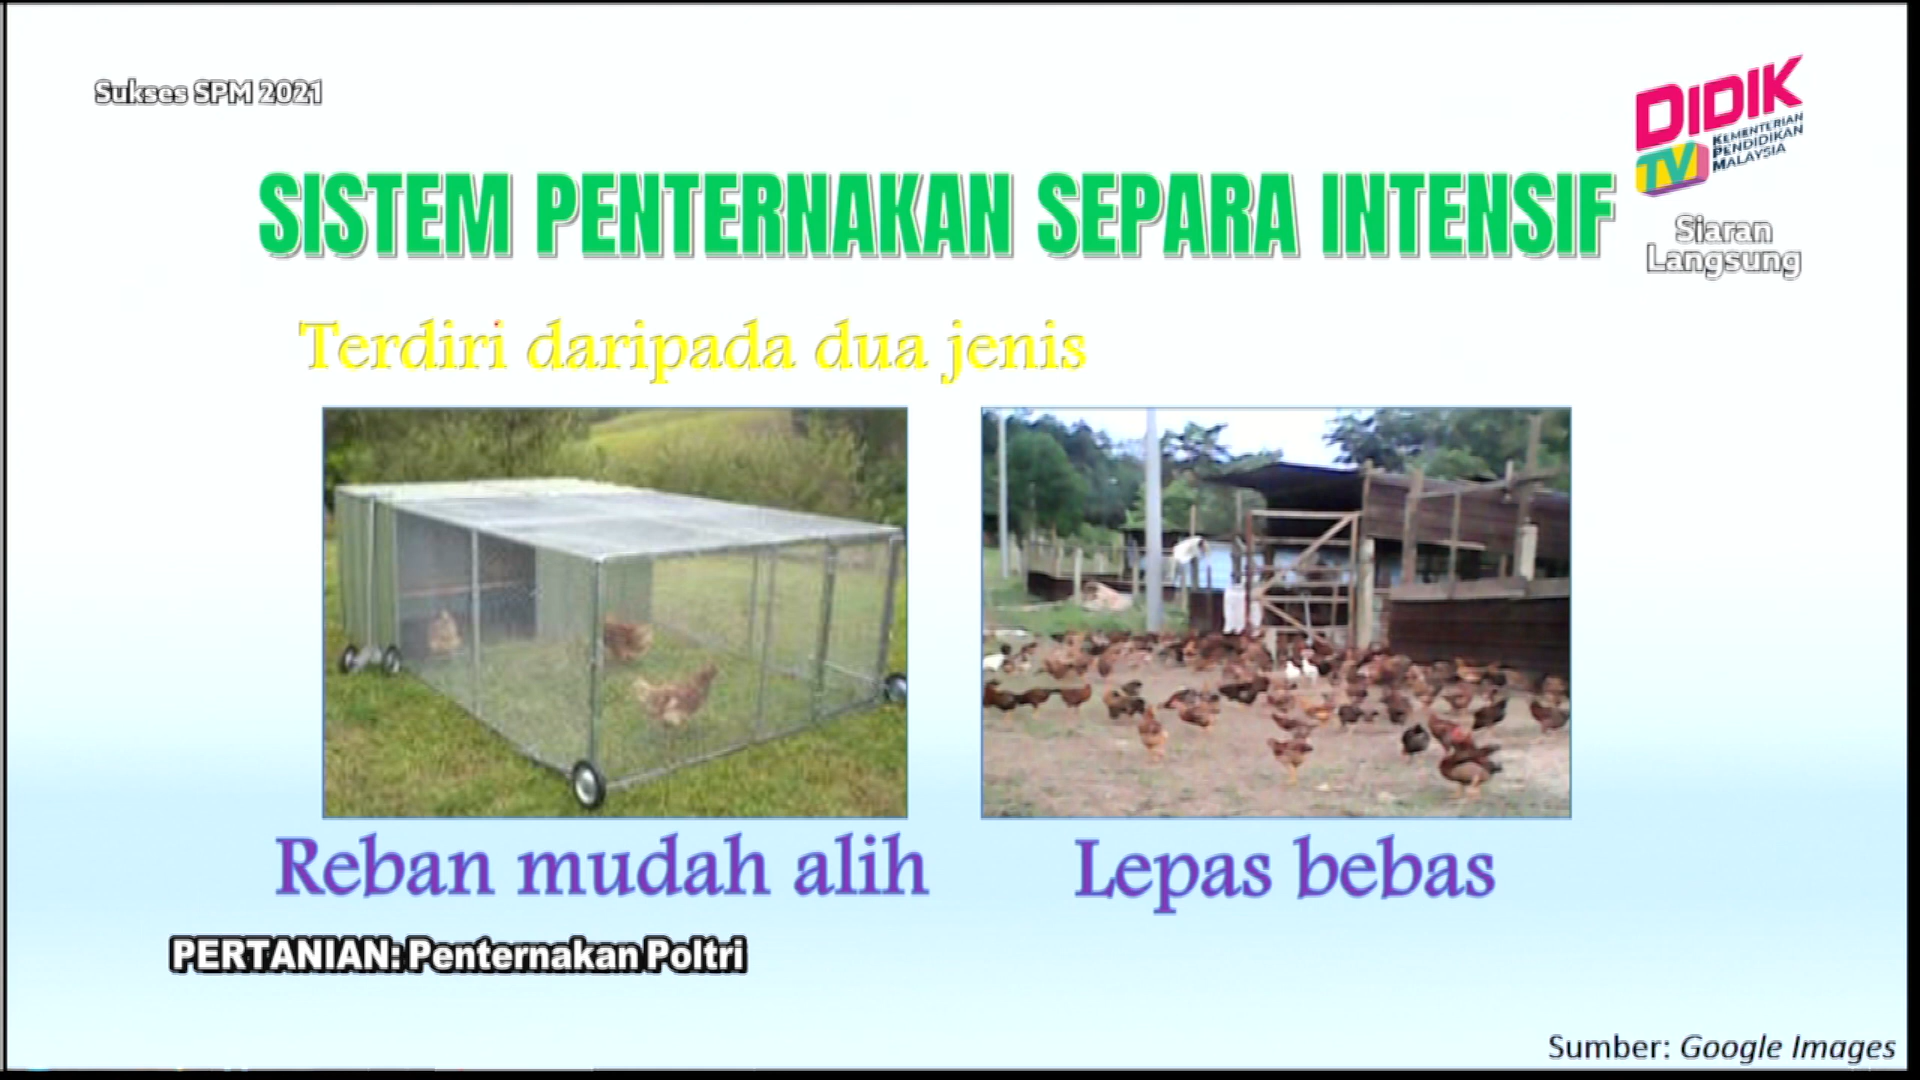 Sukses SPM 2021
DIDIK
TV
KEMENTERIAN
PENDIDIKAN
MALAYSIA
Siaran
Langsung
SISTEM PENTERNAKAN SEPARA INTENSIF
Terdiri daripada dua jenis
Reban mudah alih
Lepas bebas
PERTANIAN: Penternakan Poltri
Sumber: Google Images